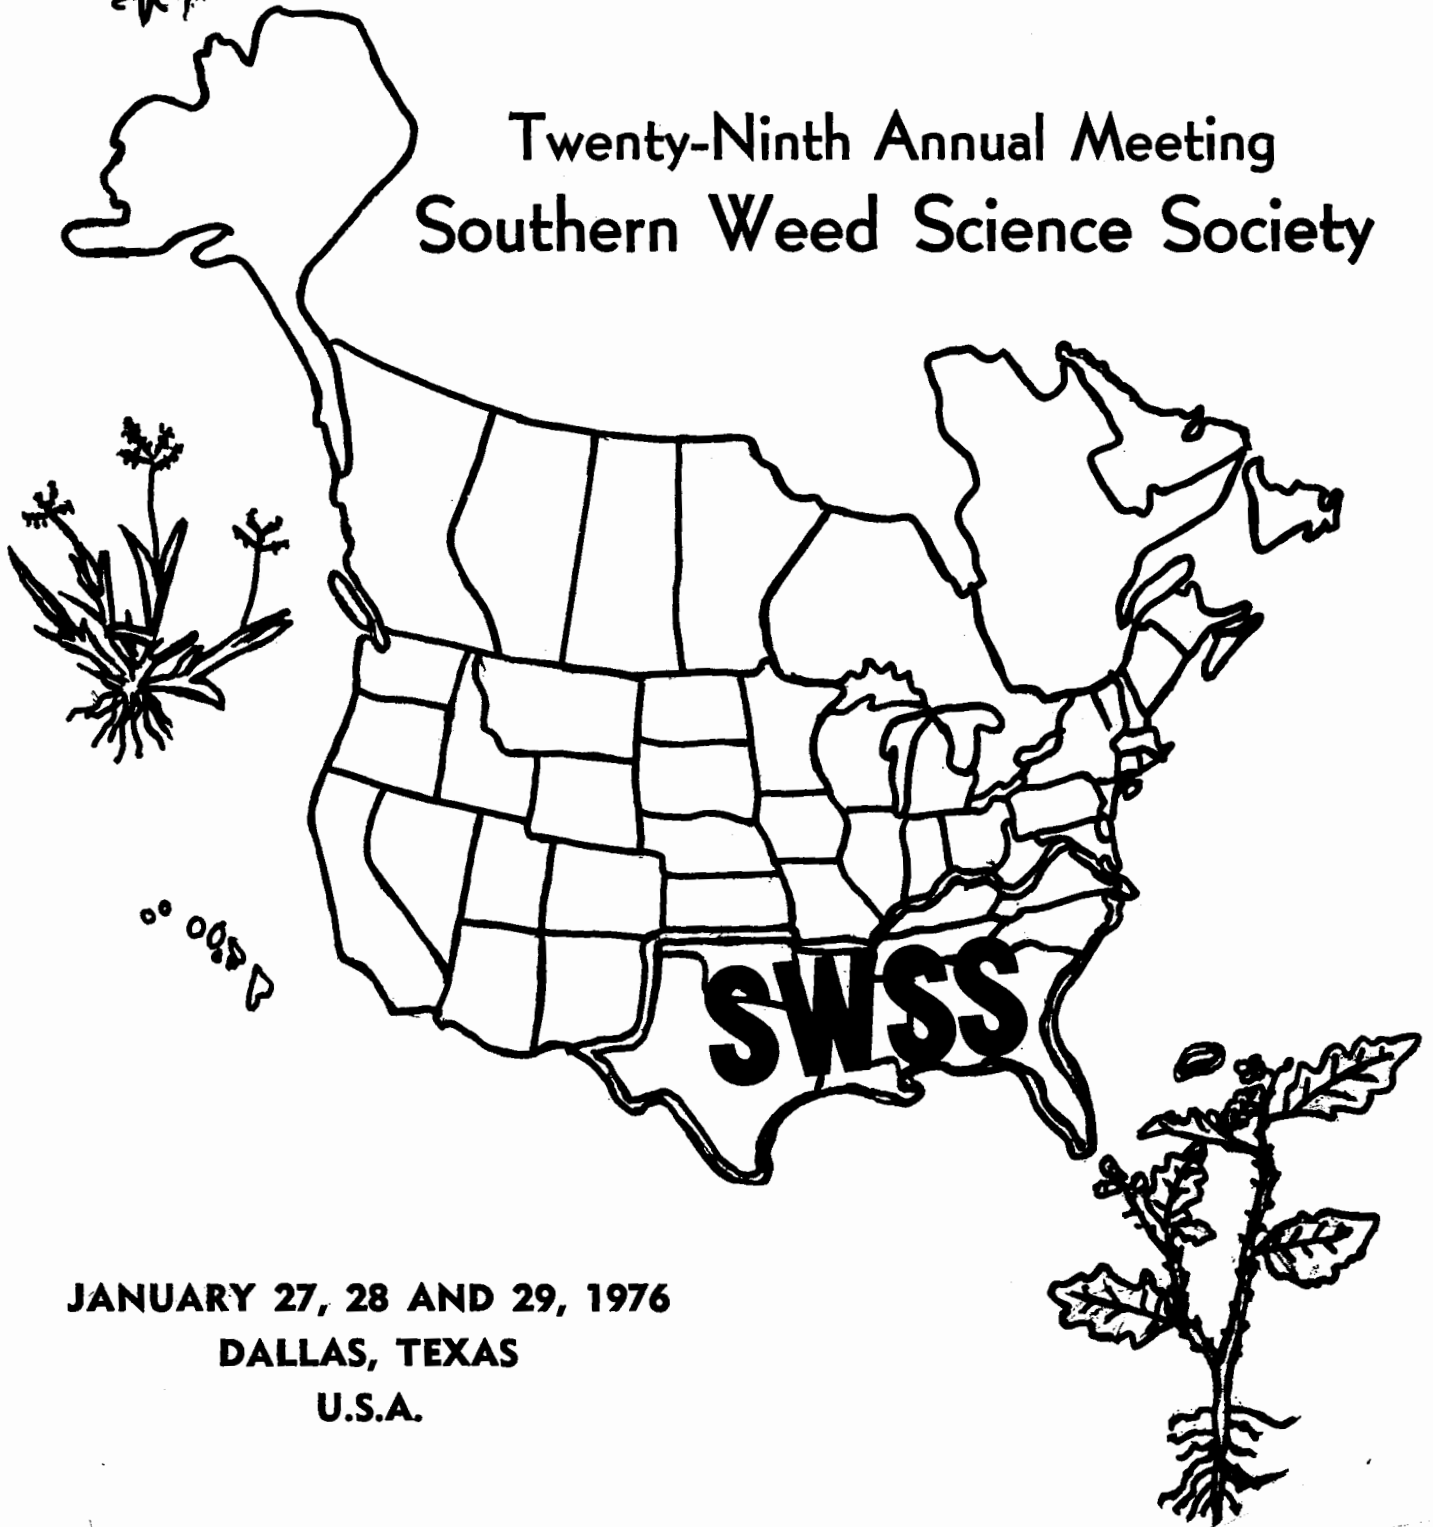 Twenty-Ninth Annual Meeting
Southern Weed Science Society
SWSS
JANUARY 27, 28 AND 29, 1976
DALLAS, TEXAS
U.S.A.